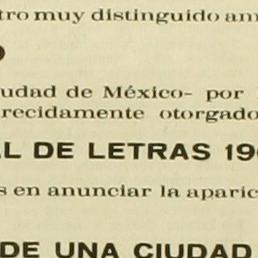 tro muy distinguido am
udad de México- por
recidamente otorgado
L DE LETRAS 19
s en anunciar la aparic
DE UNA CIUDAD